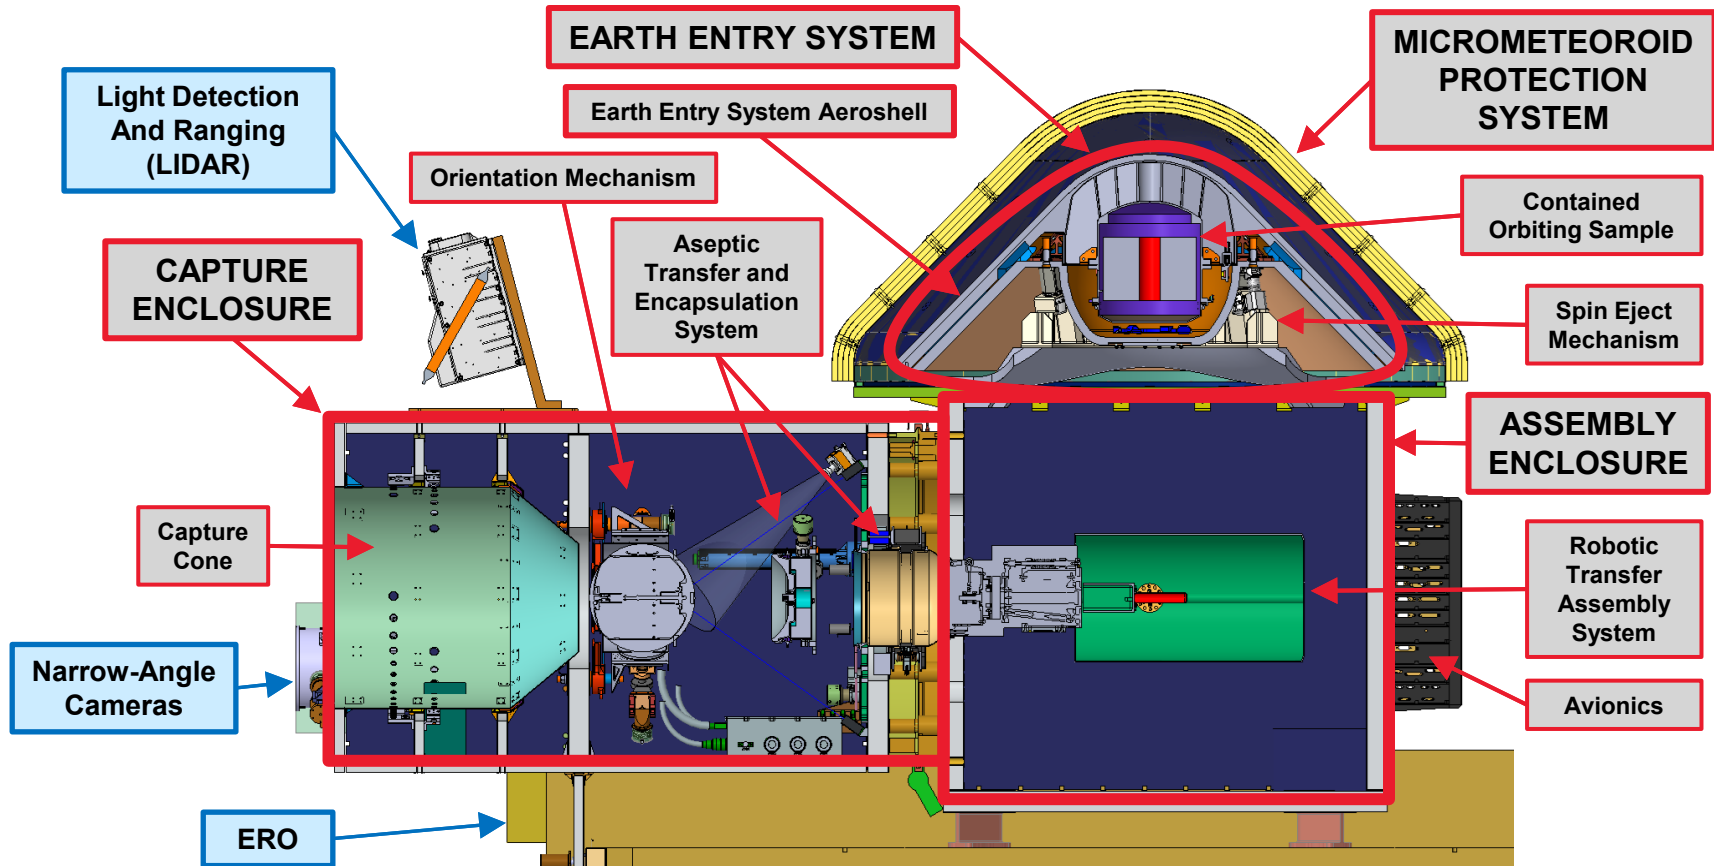 EARTH ENTRY SYSTEM
MICROMETEOROID
PROTECTION
SYSTEM
Light Detection
And Ranging
(LIDAR)
Earth Entry System Aeroshell
Orientation Mechanism
Contained
Orbiting Sample
Aseptic
Transfer and
Encapsulation
System
CAPTURE
ENCLOSURE
Spin Eject
Mechanism
ASSEMBLY
ENCLOSURE
Capture
Cone
Robotic
Transfer
Assembly
System
Narrow-Angle
Cameras
Avionics
ERO